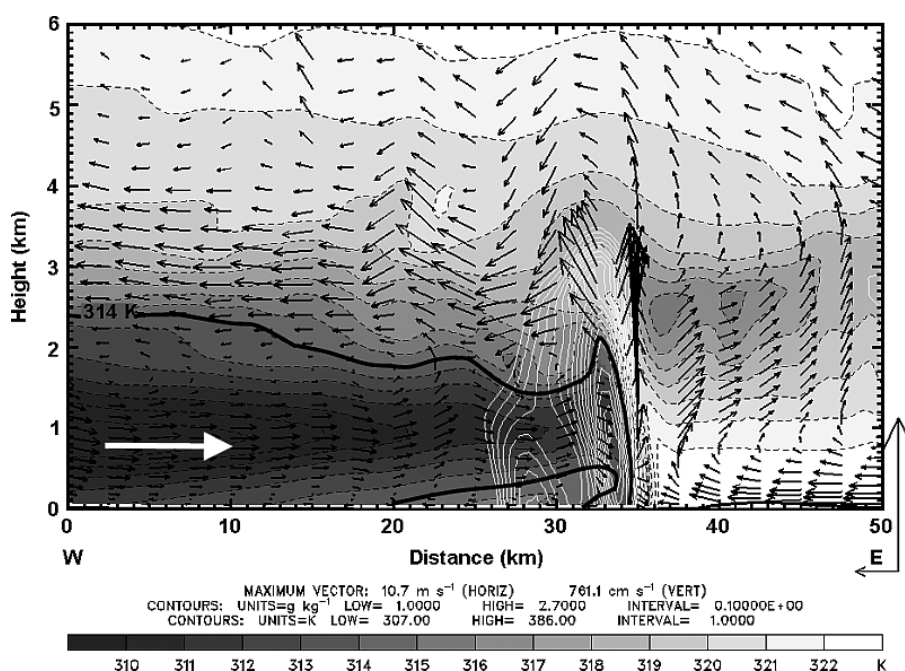 6
5
4
3
2
1
0
Height (km)
314 K
0 10 20 30 40 50
W Distance (km) E
MAXIMUM VECTOR: 10.7 m s⁻¹ (HORIZ) 761.1 cm s⁻¹ (VERT)
CONTOURS: UNITS=g kg⁻¹ LOW= 1.0000 HIGH= 2.7000 INTERVAL= 0.10000E+00
CONTOURS: UNITS=K LOW= 307.00 HIGH= 386.00 INTERVAL= 1.0000
310 311 312 313 314 315 316 317 318 319 320 321 322 K